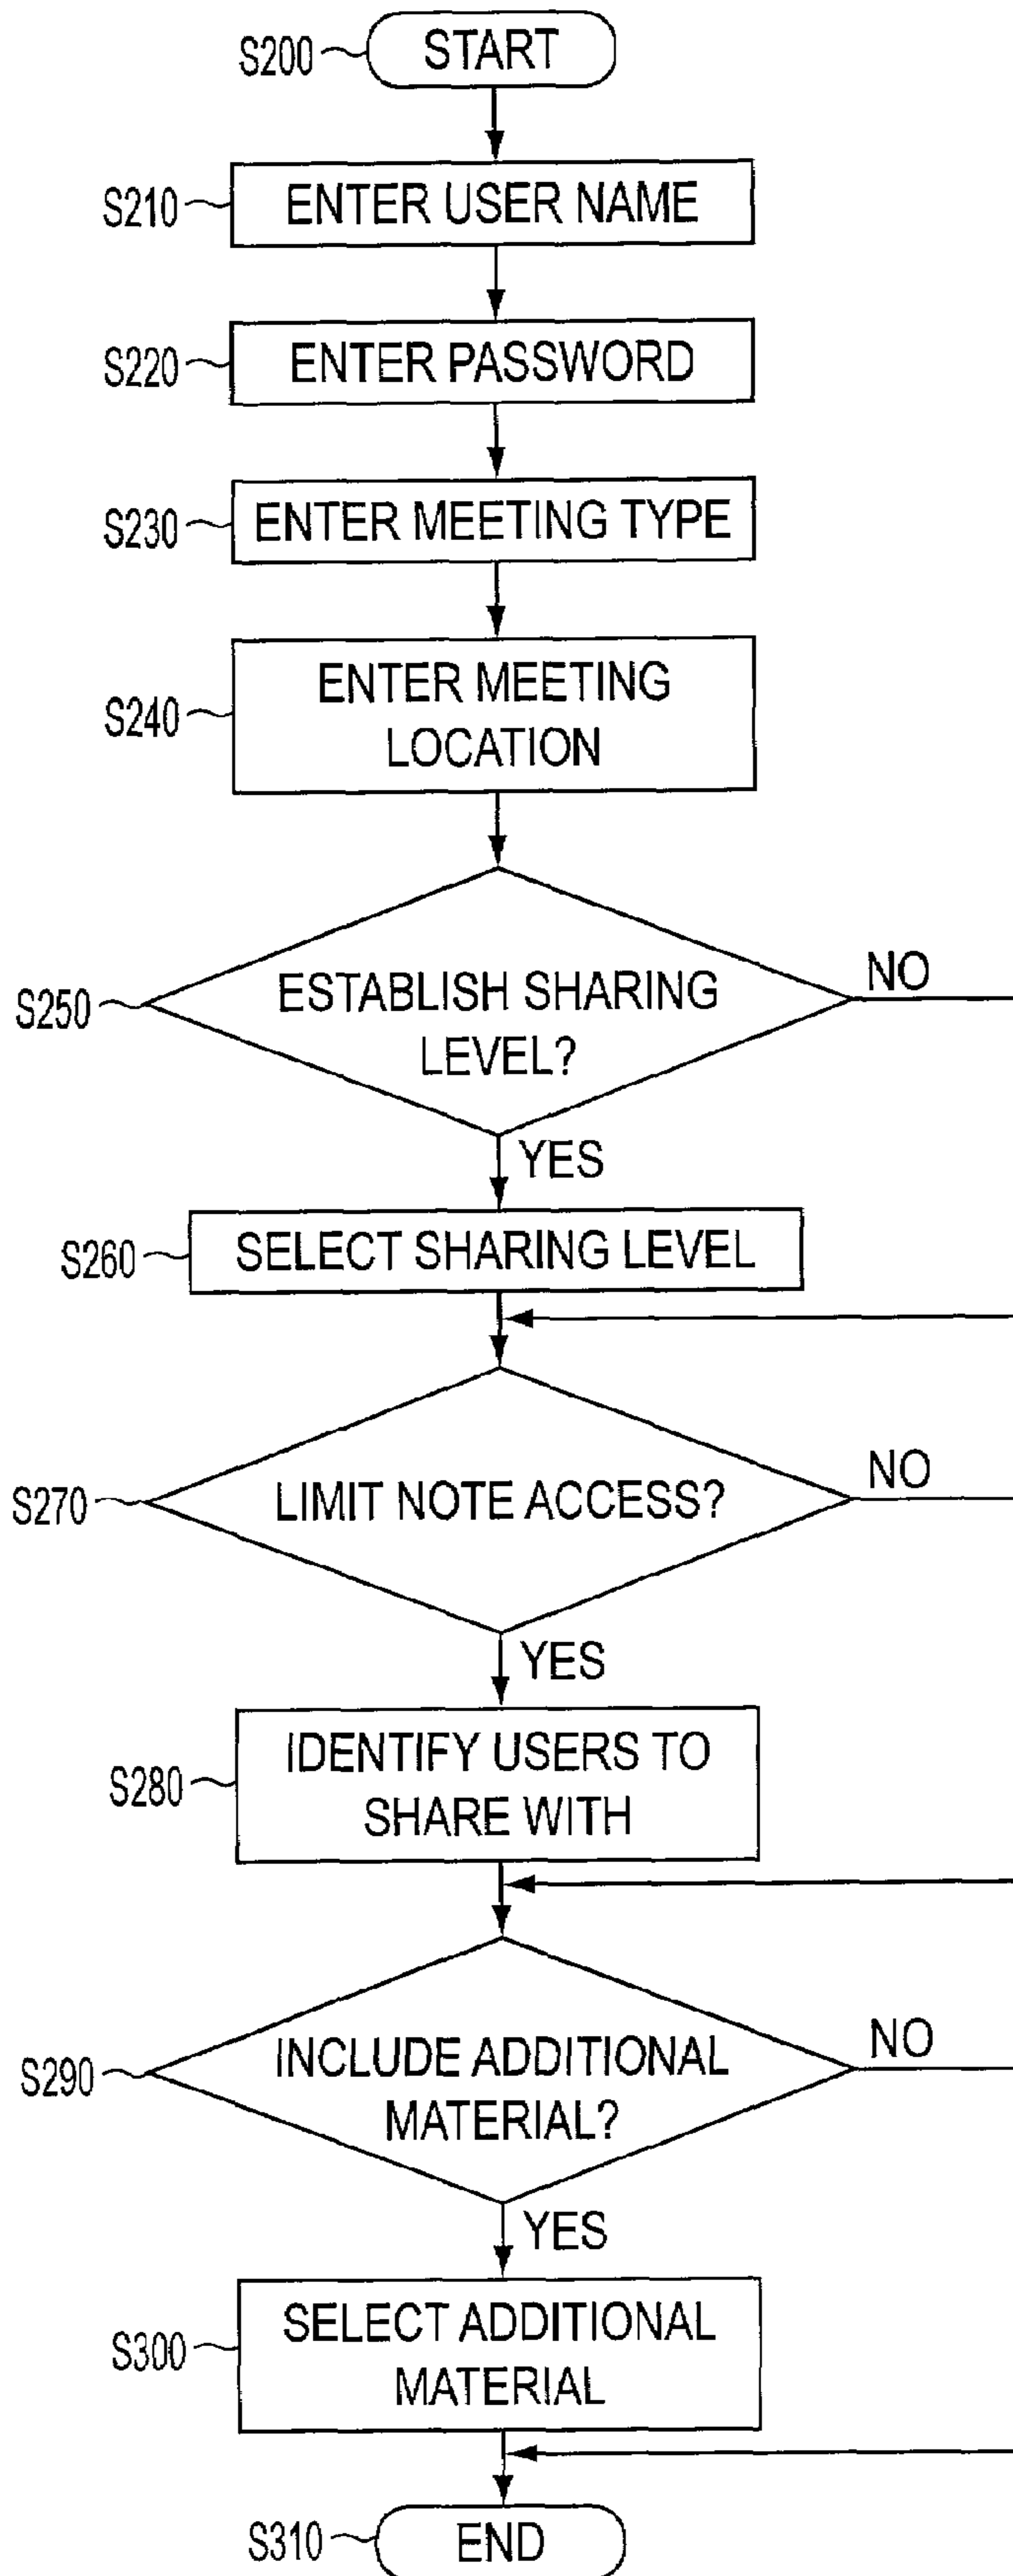 S200 START
S210 ENTER USER NAME
S220 ENTER PASSWORD
S230 ENTER MEETING TYPE
S240 ENTER MEETING
LOCATION
S250 ESTABLISH SHARING
LEVEL?
NO
YES
S260 SELECT SHARING LEVEL
S270 LIMIT NOTE ACCESS?
NO
YES
S280 IDENTIFY USERS TO
SHARE WITH
S290 INCLUDE ADDITIONAL
MATERIAL?
NO
YES
S300 SELECT ADDITIONAL
MATERIAL
S310 END